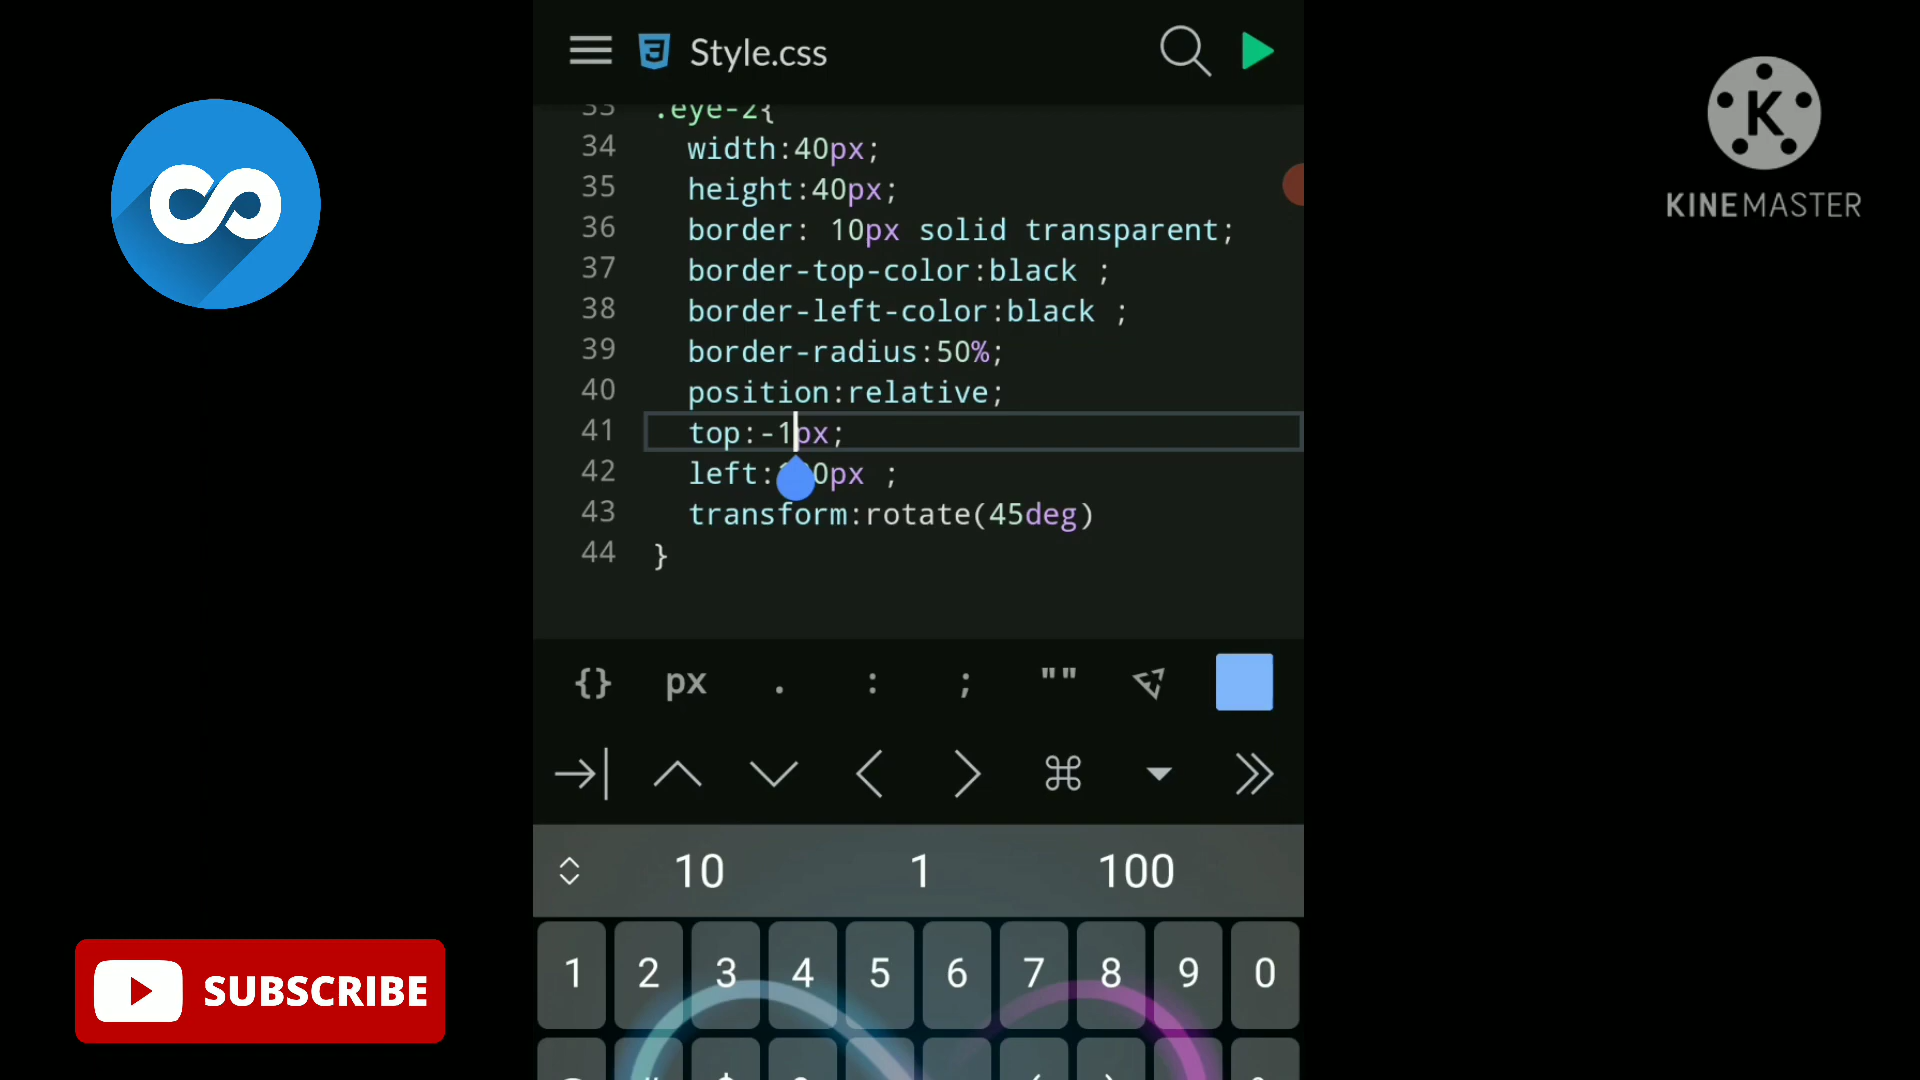 Style.css
K
KINEMASTER
33 .eye-2{
34 width:40px;
35 height:40px;
36 border: 10px solid transparent;
37 border-top-color:black ;
38 border-left-color:black ;
39 border-radius:50%;
40 position:relative;
41 top:-1px;
42 left: 0px ;
43 transform:rotate(45deg)
44 }
{} px . : ; ""
10 1 100
1 2 3 4 5 6 7 8 9 0
SUBSCRIBE